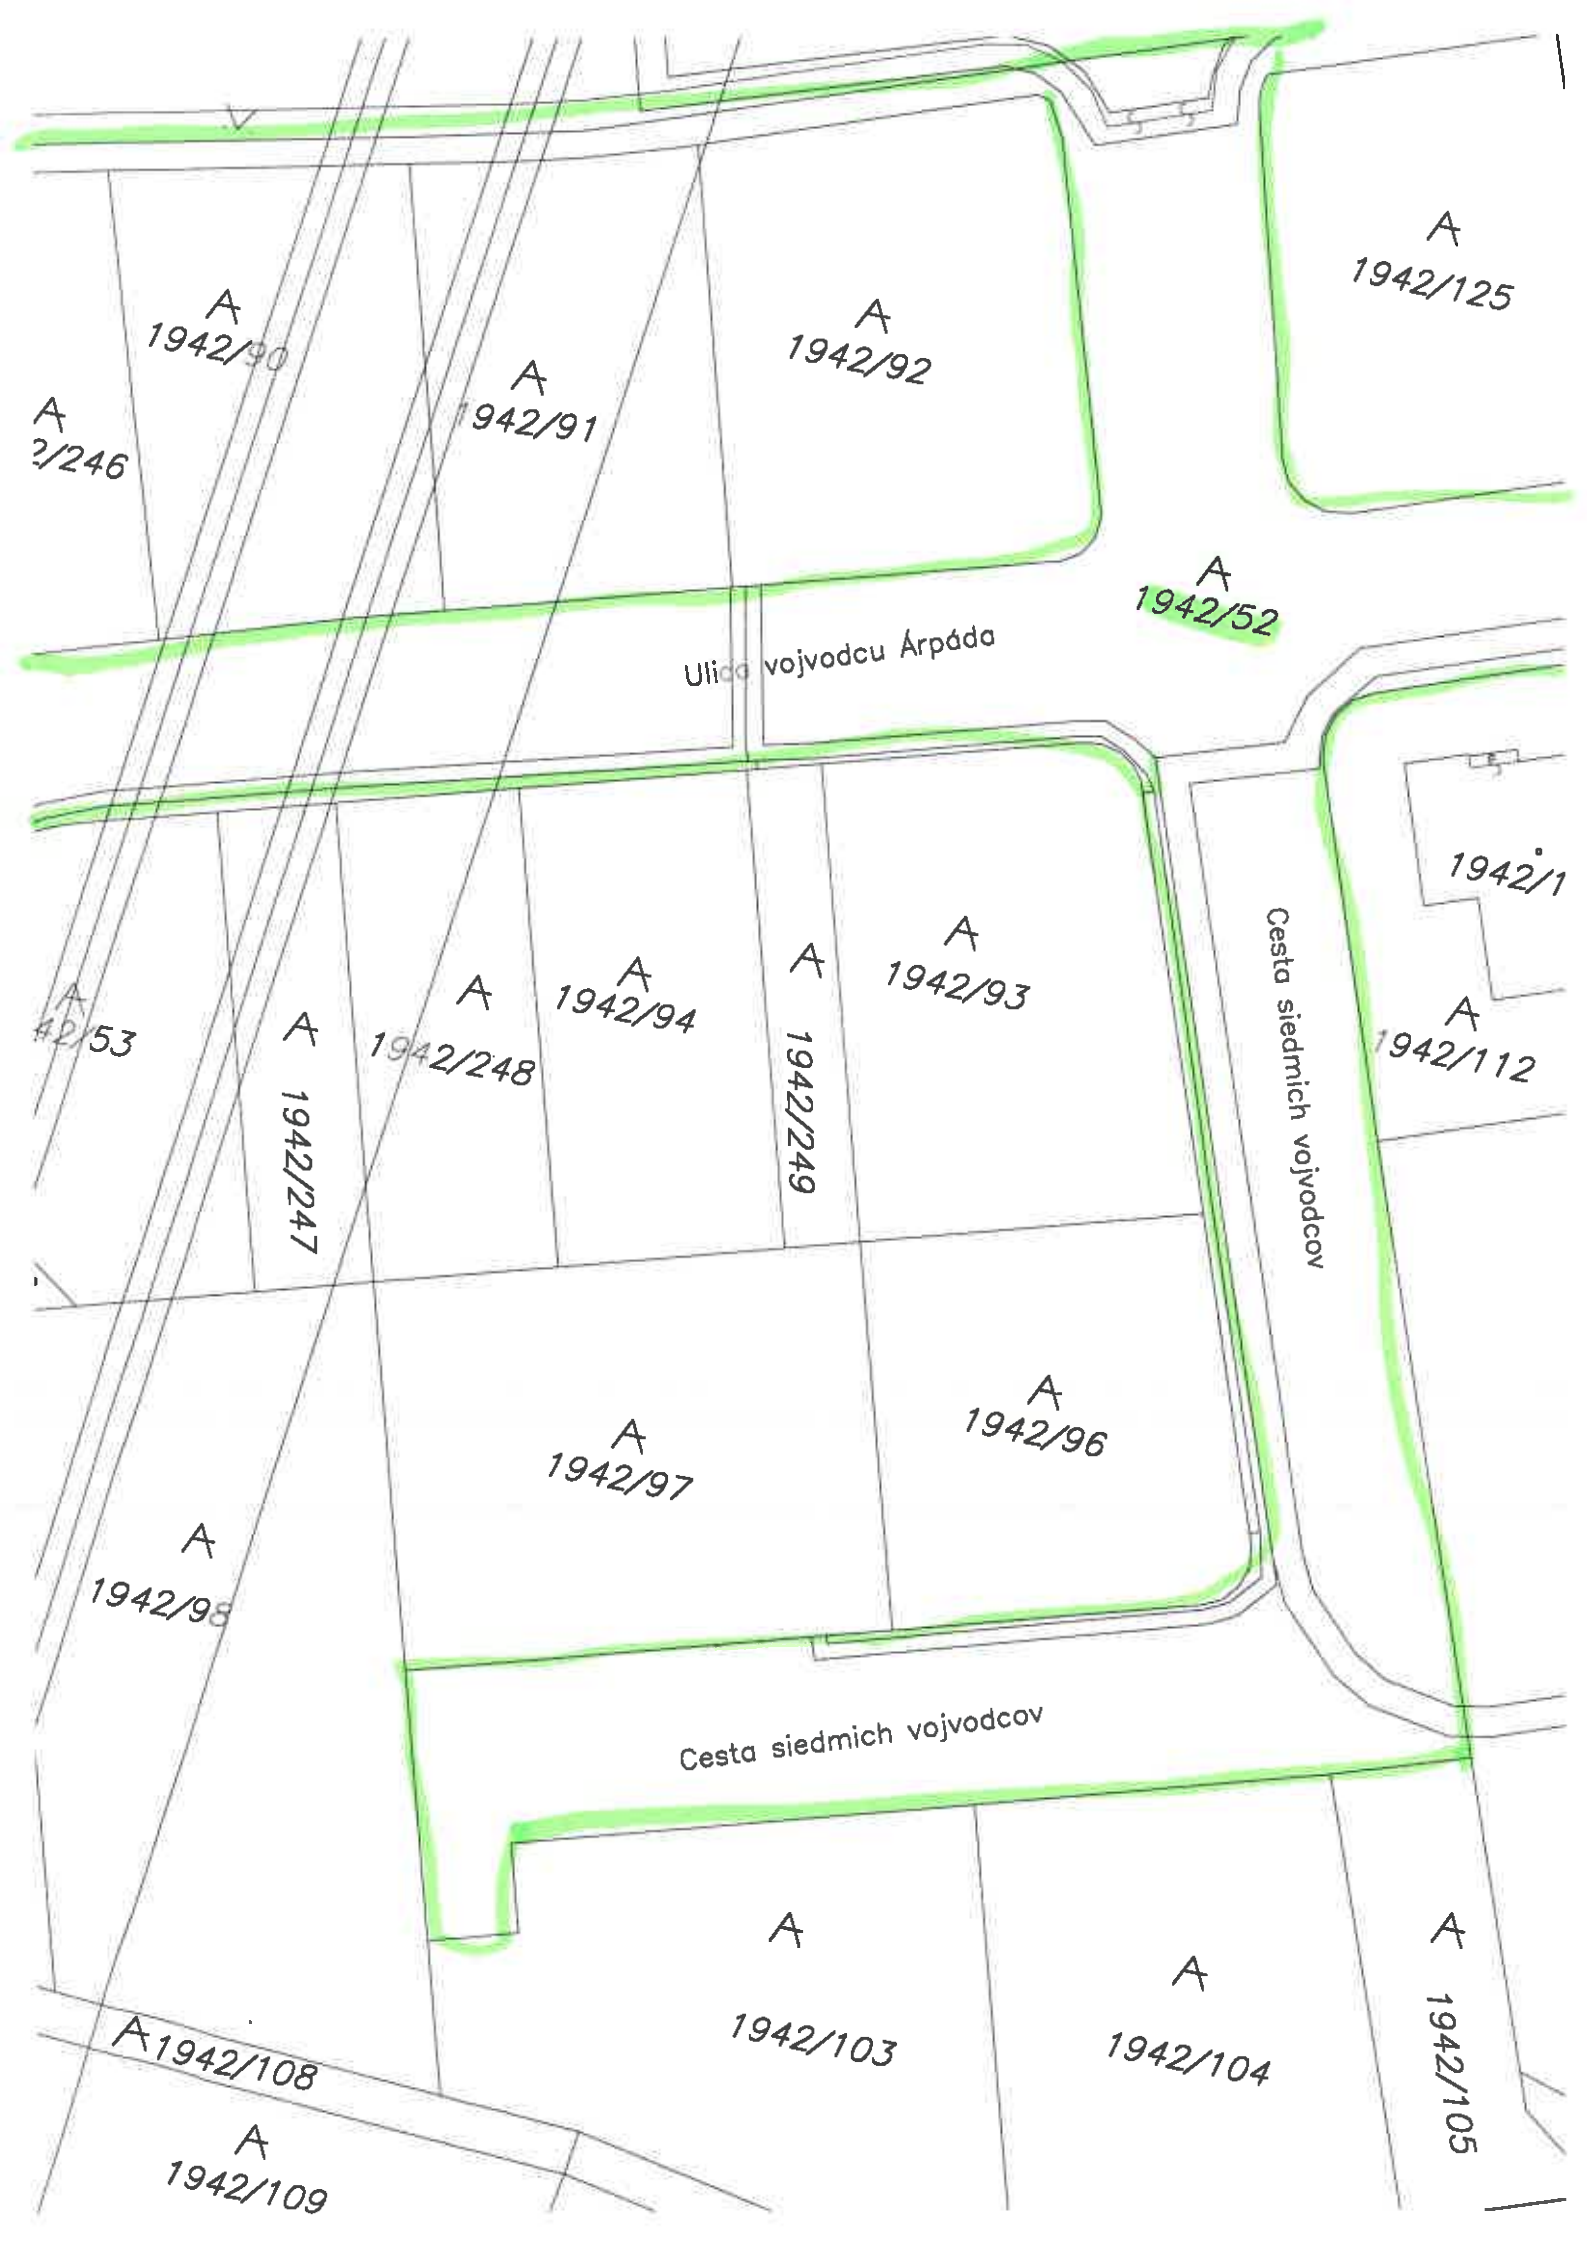 A
1942/125
A
1942/90
A
1942/92
A
1942/91
A
2/246
A
1942/52
Ulica vojvodcu Árpáda
1942/1
A
1942/93
A
1942/94
A
1942/249
A
1942/248
A
42/53
A
1942/247
Cesta siedmich vojvodcov
A
1942/112
A
1942/96
A
1942/97
A
1942/98
Cesta siedmich vojvodcov
A
1942/103
A
1942/104
A
1942/105
A 1942/108
A
1942/109